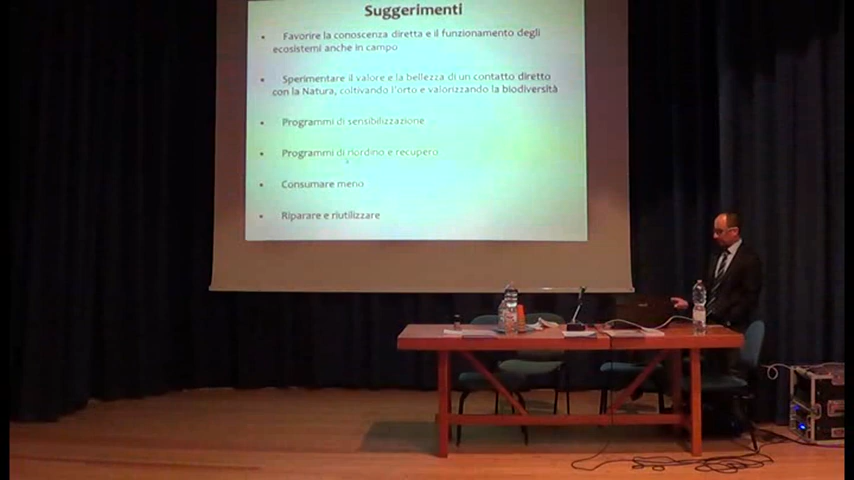 Suggerimenti
• Favorire la conoscenza diretta e il funzionamento degli
ecosistemi anche in campo
• Sperimentare il valore e la bellezza di un contatto diretto
con la Natura, coltivando l'orto e valorizzando la biodiversità
• Programmi di sensibilizzazione
• Programmi di riordino e recupero
• Consumare meno
• Riparare e riutilizzare